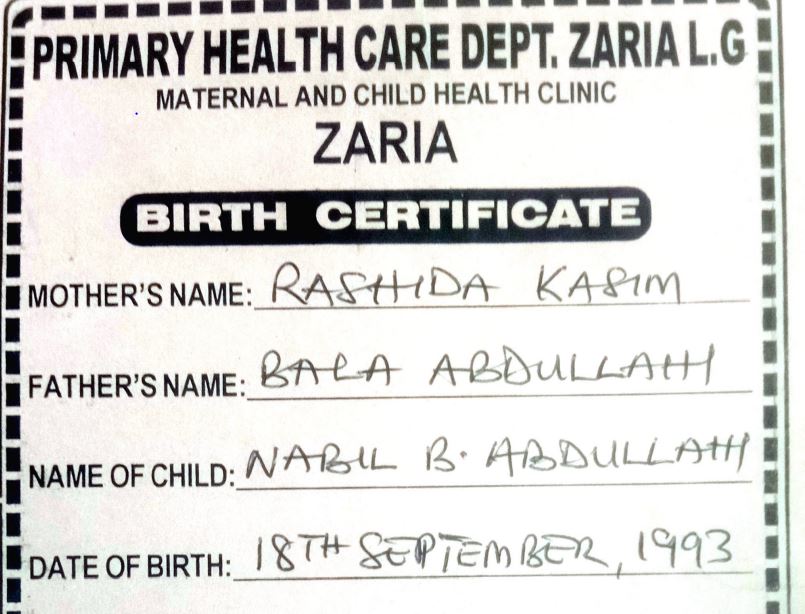 PRIMARY HEALTH CARE DEPT. ZARIA L.G
MATERNAL AND CHILD HEALTH CLINIC
ZARIA
BIRTH CERTIFICATE
MOTHER'S NAME: RASHIDA KASIM
FATHER'S NAME: BALA ABDULLAHI
NAME OF CHILD: NABIL B. ABDULLAHI
DATE OF BIRTH: 18TH SEPTEMBER, 1993